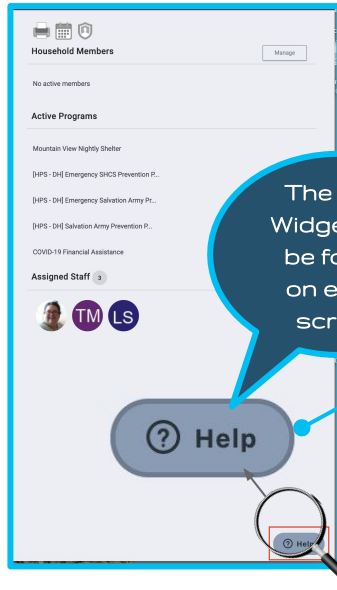 Household Members
Manage
No active members
Active Programs
Mountain View Nightly Shelter
[HPS - DH] Emergency SHCS Prevention P...
[HPS - DH] Emergency Salvation Army Pr...
[HPS - DH] Salvation Army Prevention P...
COVID-19 Financial Assistance
Assigned Staff 3
TM LS
The
Widge
be fo
on e
scr
? Help
? Help